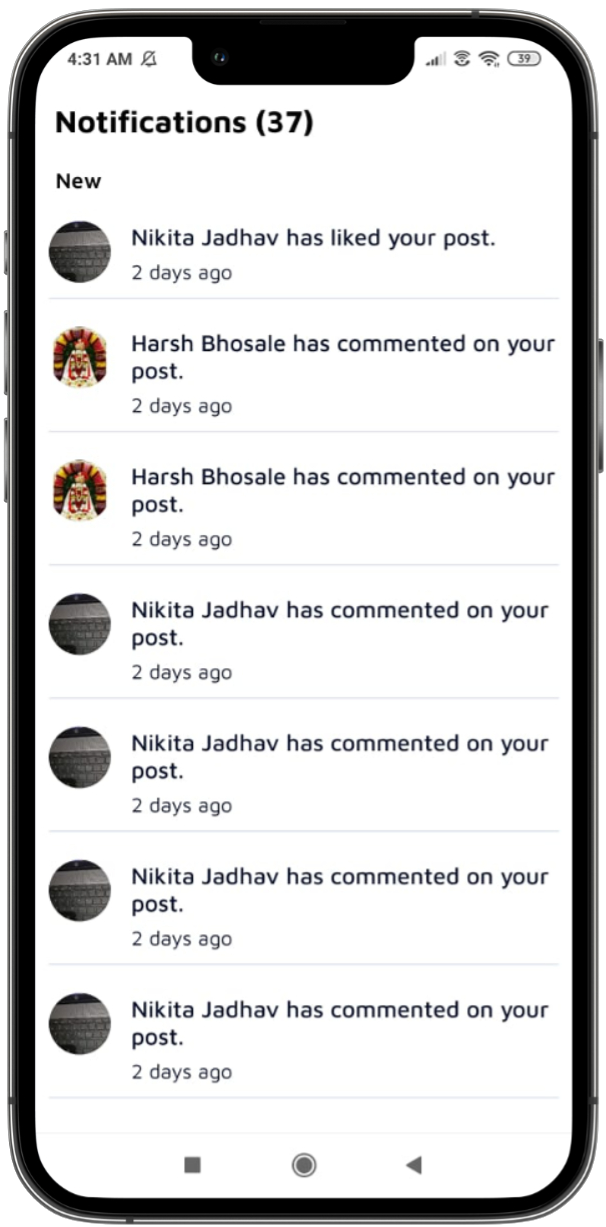 4:31 AM
39
Notifications (37)
New
Nikita Jadhav has liked your post.
2 days ago
Harsh Bhosale has commented on your
post.
2 days ago
Harsh Bhosale has commented on your
post.
2 days ago
Nikita Jadhav has commented on your
post.
2 days ago
Nikita Jadhav has commented on your
post.
2 days ago
Nikita Jadhav has commented on your
post.
2 days ago
Nikita Jadhav has commented on your
post.
2 days ago